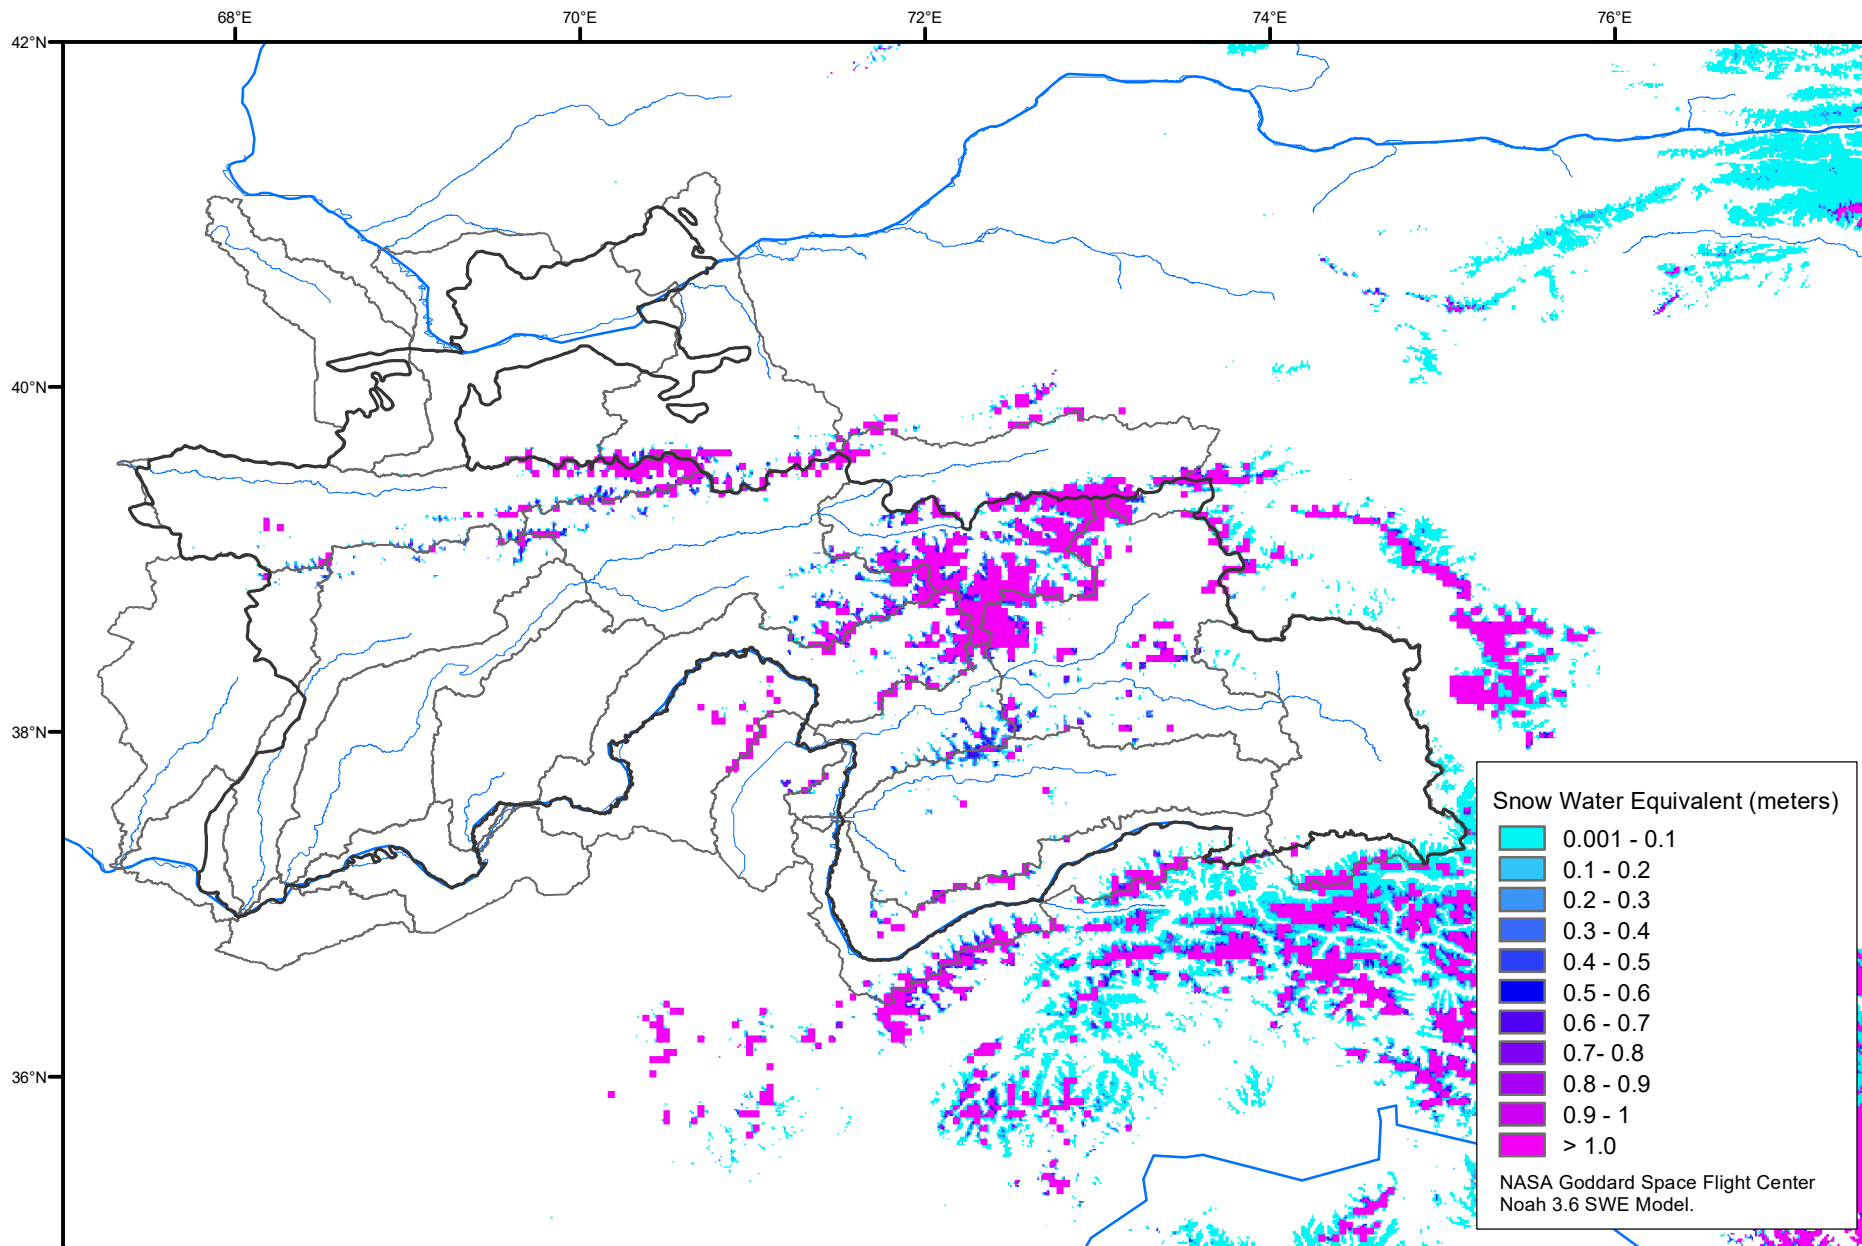 68°E 70°E 72°E 74°E 76°E
42°N
40°N
38°N
36°N
Snow Water Equivalent (meters)
0.001 - 0.1
0.1 - 0.2
0.2 - 0.3
0.3 - 0.4
0.4 - 0.5
0.5 - 0.6
0.6 - 0.7
0.7- 0.8
0.8 - 0.9
0.9 - 1
> 1.0
NASA Goddard Space Flight Center
Noah 3.6 SWE Model.